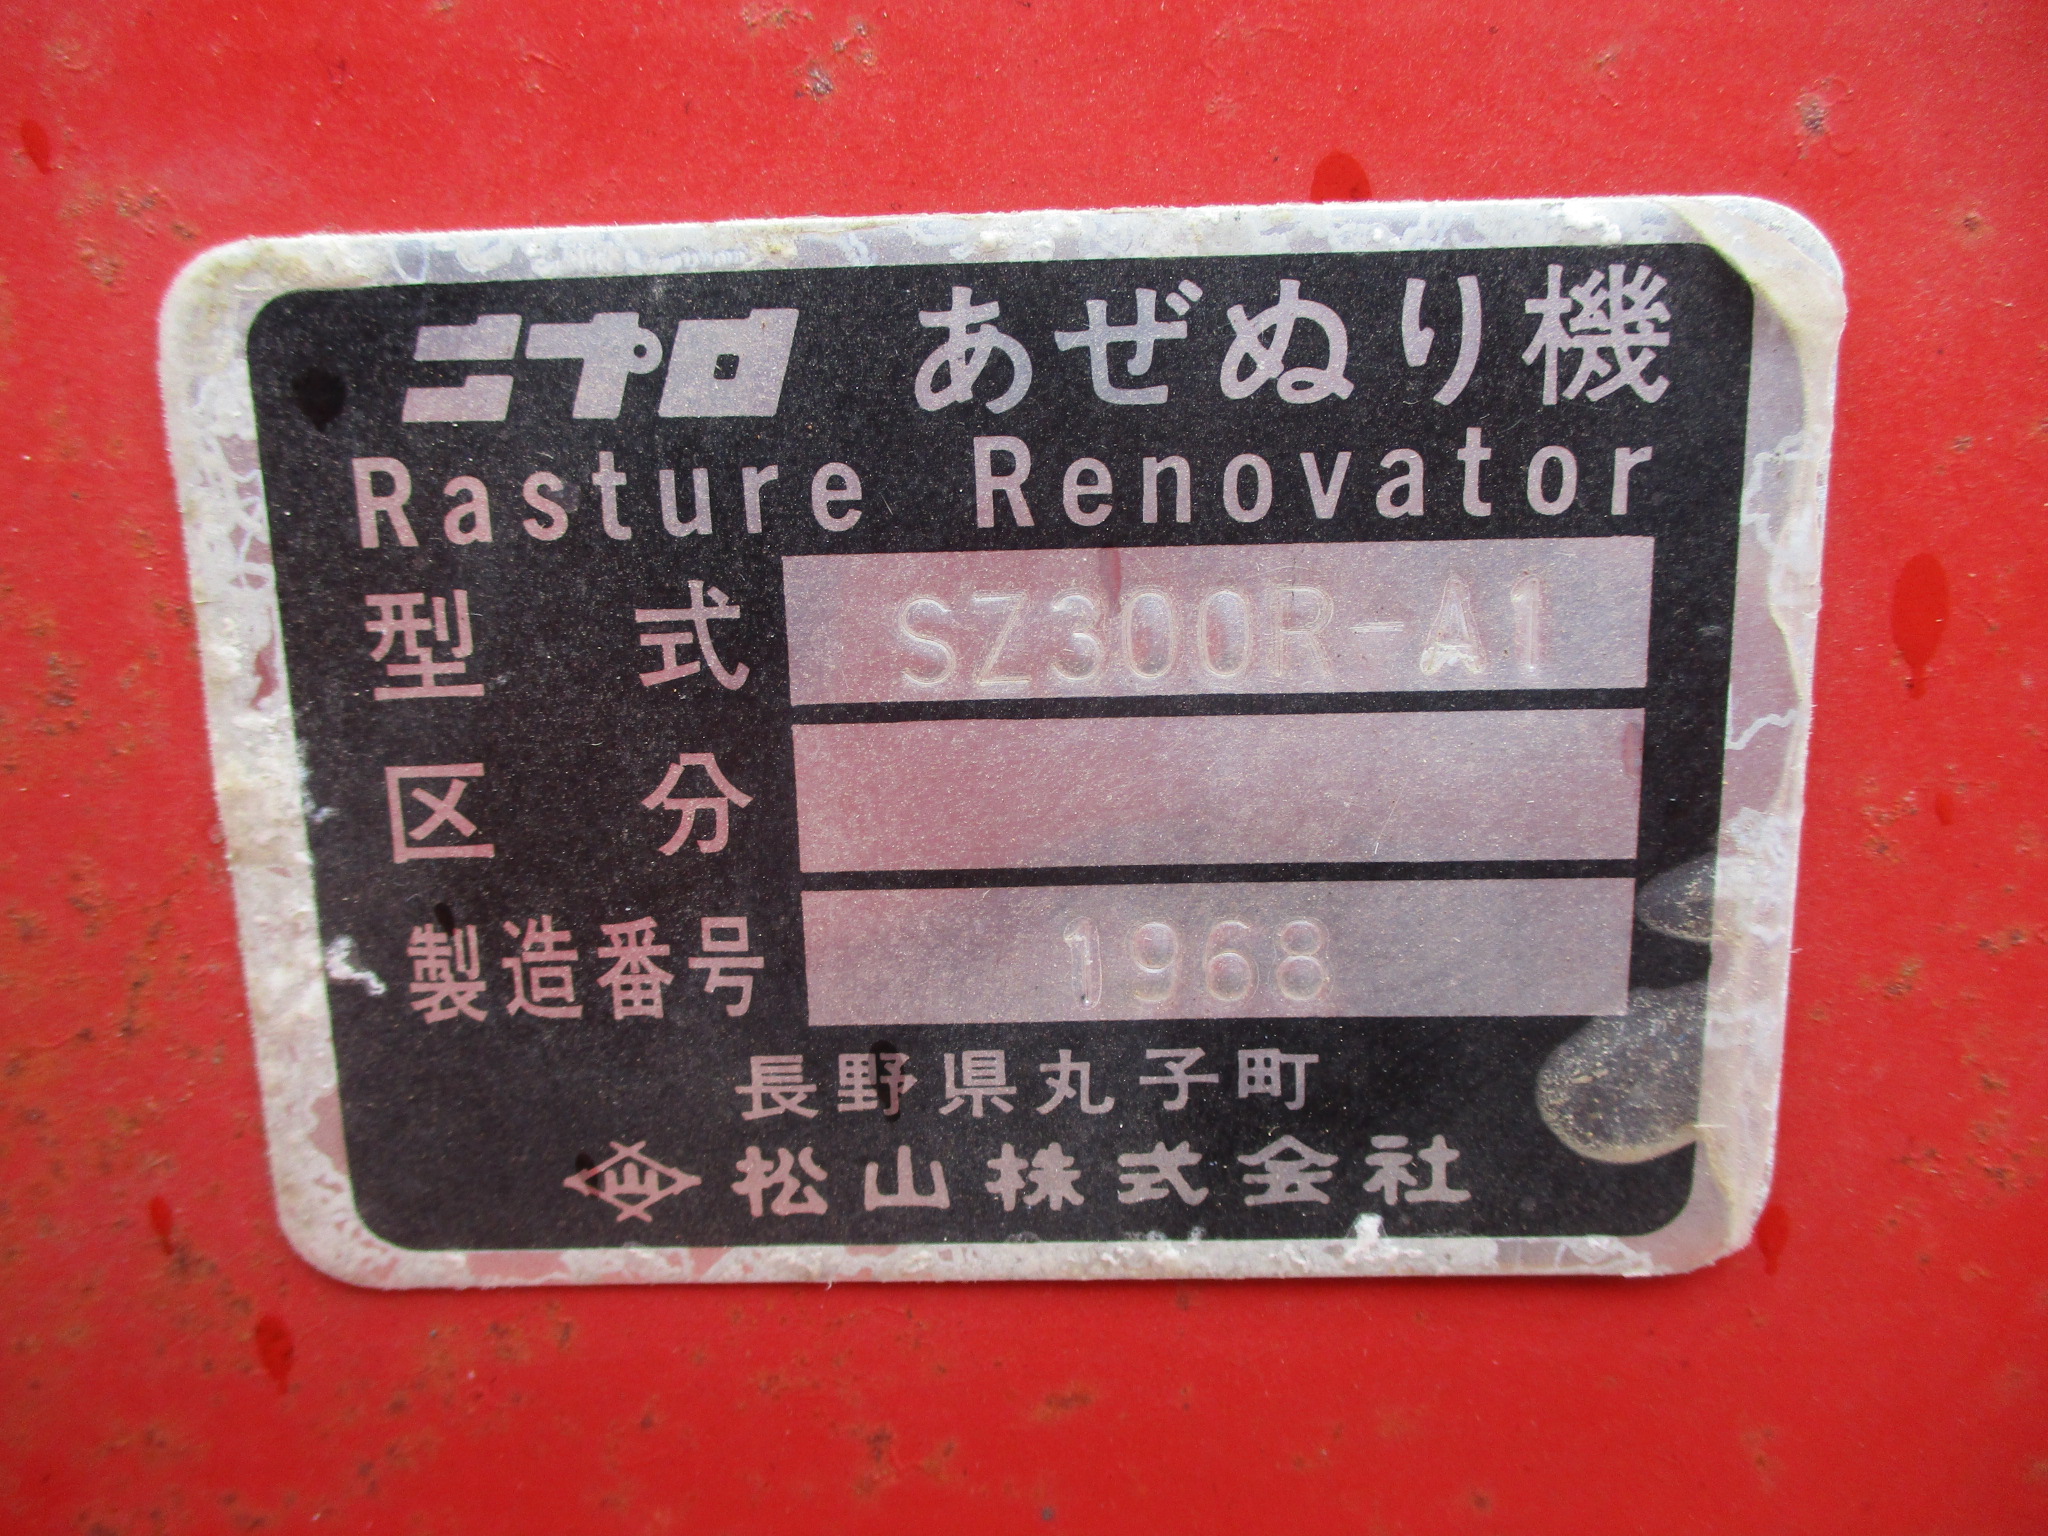 ニプロ あぜぬり機
Rasture Renovator
型式 SZ300R-A1
区分
製造番号 1968
長野県丸子町
松山株式会社